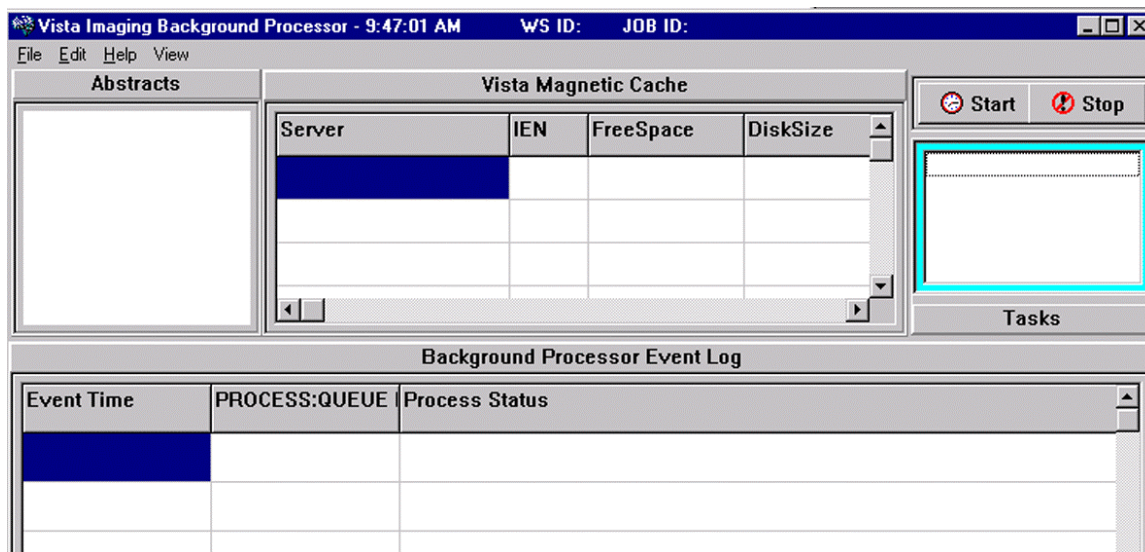 Vista Imaging Background Processor - 9:47:01 AM WS ID: JOB ID:
File Edit Help View
Abstracts
Vista Magnetic Cache
Start Stop
Server IEN FreeSpace DiskSize
Tasks
Background Processor Event Log
Event Time PROCESS:QUEUE Process Status